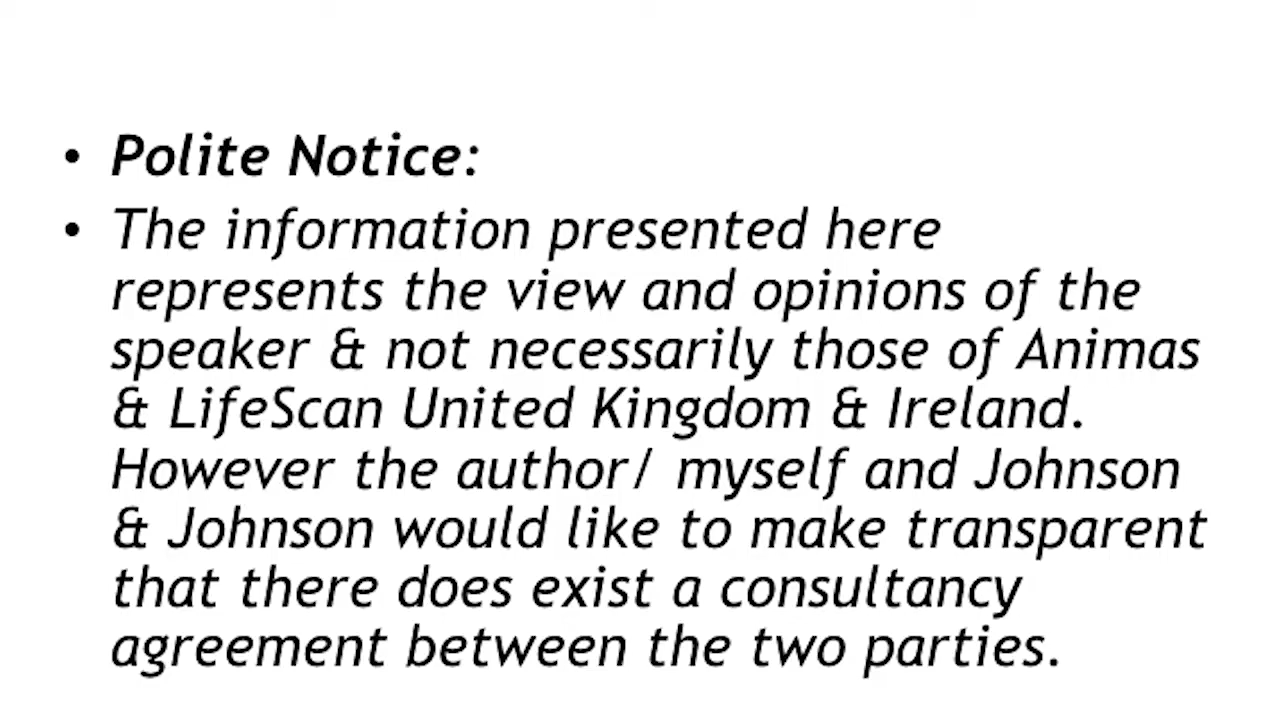 • Polite Notice:
• The information presented here
represents the view and opinions of the
speaker & not necessarily those of Animas
& LifeScan United Kingdom & Ireland.
However the author/ myself and Johnson
& Johnson would like to make transparent
that there does exist a consultancy
agreement between the two parties.